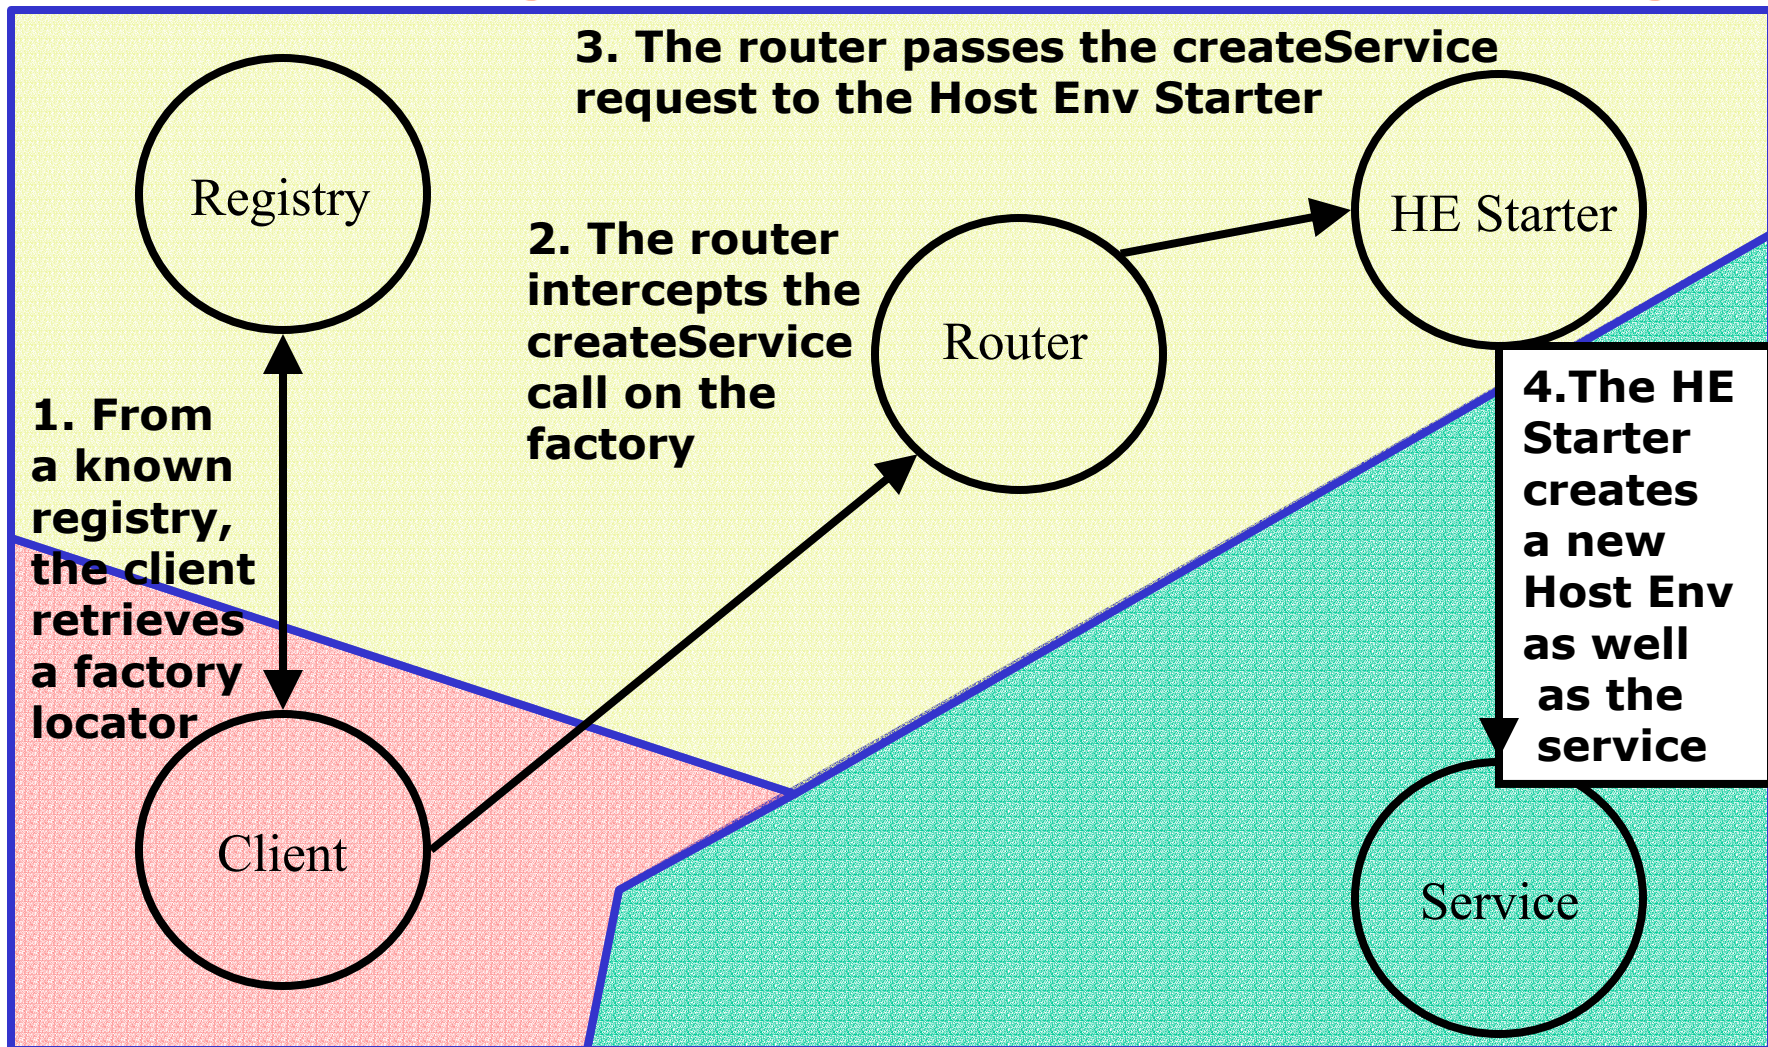 3. The router passes the createService
request to the Host Env Starter
Registry
HE Starter
2. The router
intercepts the
createService
call on the
factory
Router
1. From
a known
registry,
the client
retrieves
a factory
locator
4.The HE
Starter
creates
a new
Host Env
as well
as the
service
Client
Service